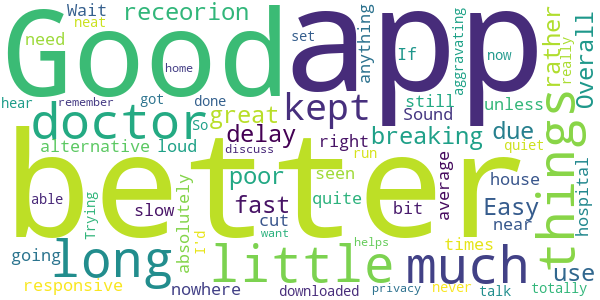 Wait
neat
receorion
need
Good
app
anything
If
set
aggravating
now
rather
really
Overall
hear
home
remember
got
done
still
unless
kept
Sound
doctor
So
great
things
alternative
loud
delay
discuss
right
breaking
run
due
quiet
better
poor
seen
quite
average
house
hospital
able
slow
fast
cut
bit
Easy
near
Trying
absolutely
I'd
want
long
going
little
helps
much
times
use
responsive
nowhere
downloaded
privacy
never
talk
totally